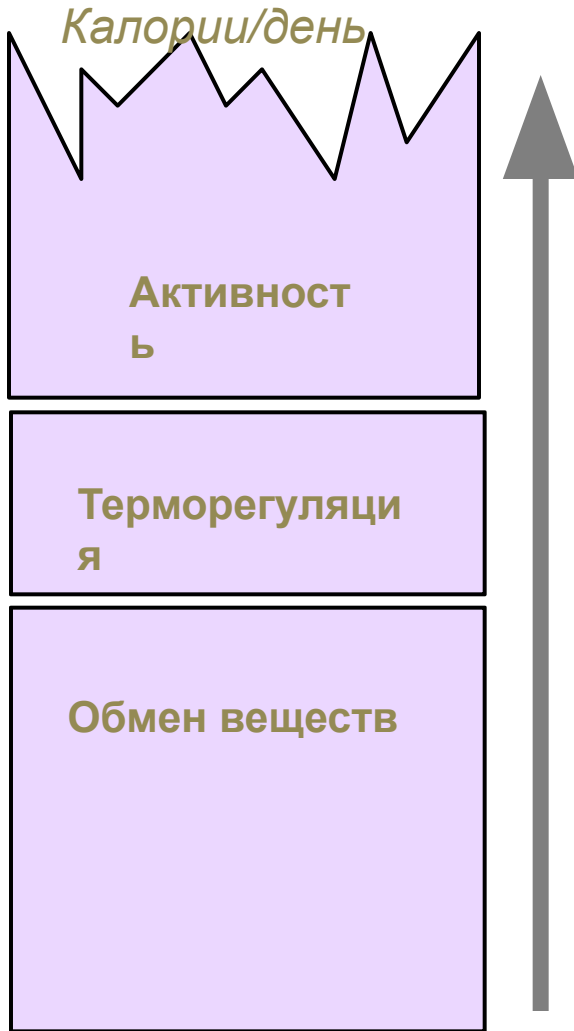 Калории/день
Активност
ь
Терморегуляци
я
Обмен веществ